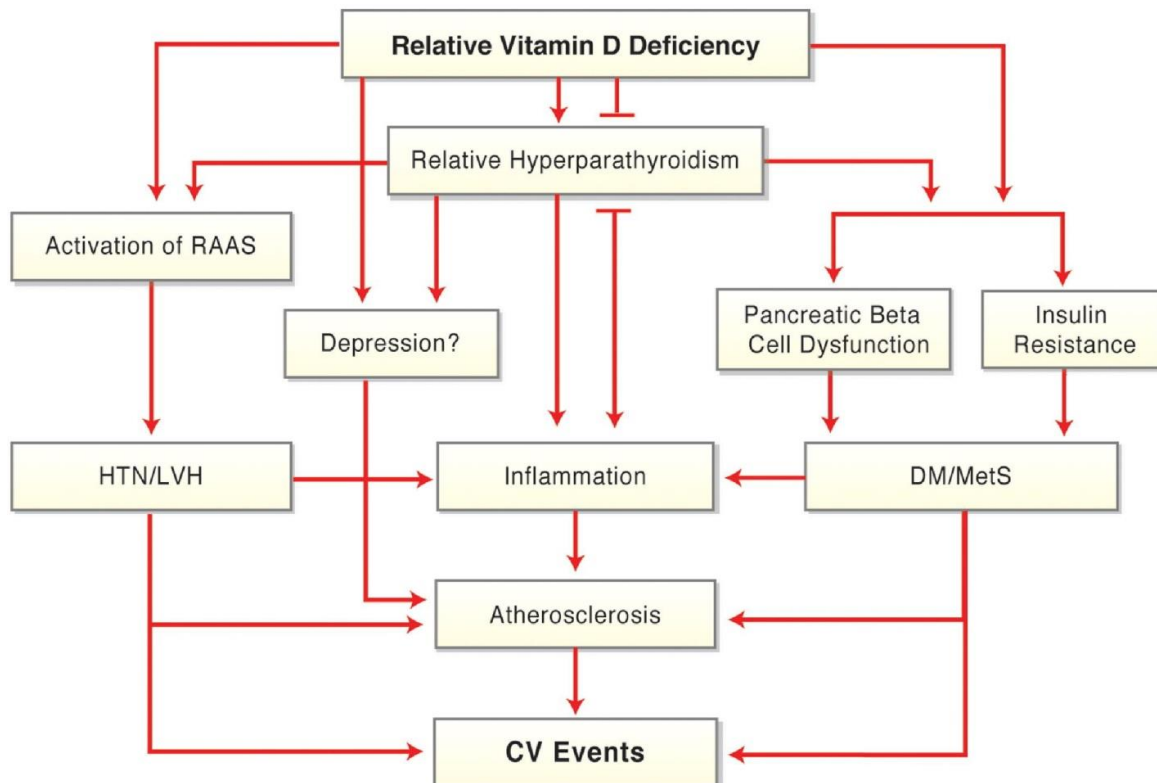 Relative Vitamin D Deficiency
Relative Hyperparathyroidism
Activation of RAAS
Depression?
Pancreatic Beta
Cell Dysfunction
Insulin
Resistance
HTN/LVH
Inflammation
DM/MetS
Atherosclerosis
CV Events